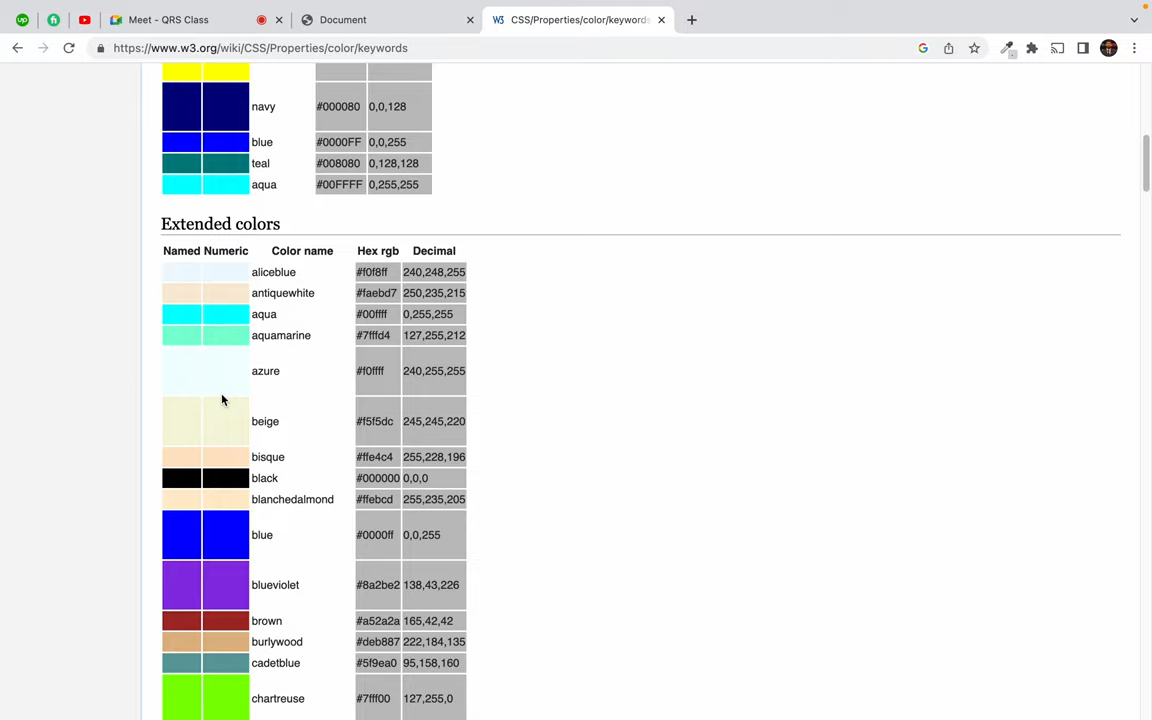 up
Meet - QRS Class
Document
W3 CSS/Properties/color/keywords
https://www.w3.org/wiki/CSS/Properties/color/keywords
navy #000080 0,0,128
blue #0000FF 0,0,255
teal #008080 0,128,128
aqua #00FFFF 0,255,255
Extended colors
Named Numeric Color name Hex rgb Decimal
aliceblue #f0f8ff 240,248,255
antiquewhite #faebd7 250,235,215
aqua #00ffff 0,255,255
aquamarine #7fffd4 127,255,212
azure #f0ffff 240,255,255
beige #f5f5dc 245,245,220
bisque #ffe4c4 255,228,196
black #000000 0,0,0
blanchedalmond #ffebcd 255,235,205
blue #0000ff 0,0,255
blueviolet #8a2be2 138,43,226
brown #a52a2a 165,42,42
burlywood #deb887 222,184,135
cadetblue #5f9ea0 95,158,160
chartreuse #7fff00 127,255,0